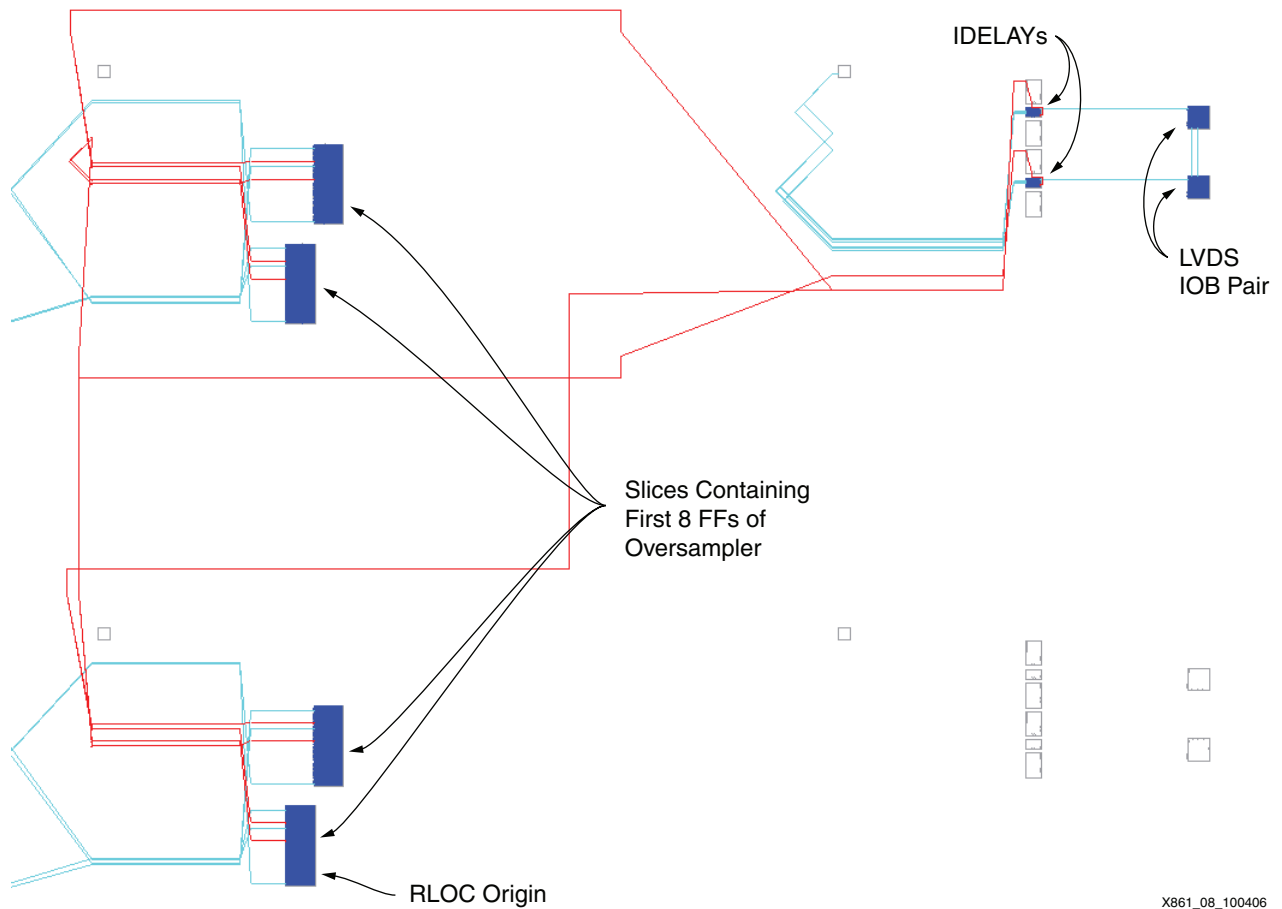 IDELAYs
LVDS
IOB Pair
Slices Containing
First 8 FFs of
Oversampler
RLOC Origin
X861_08_100406